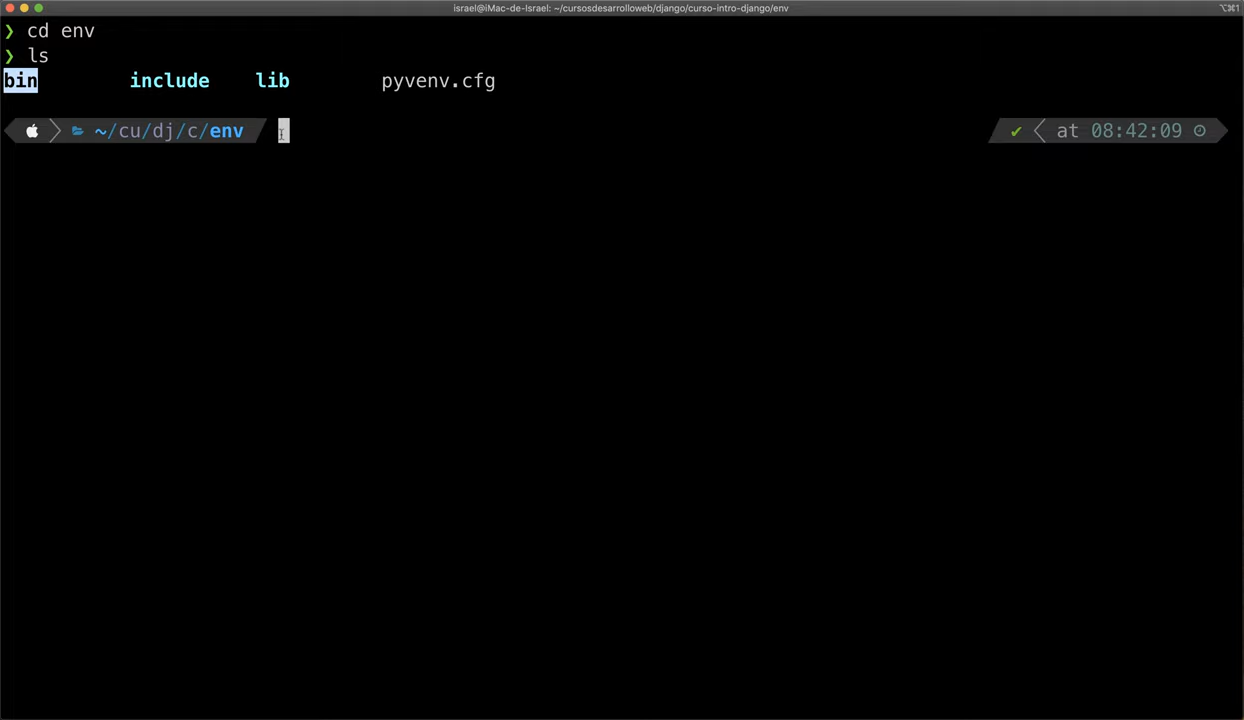 israel@iMac-de-Israel: ~/cursosdesarrolloweb/django/curso-intro-django/env
⌥⌘1
❯ cd env
❯ ls
bin include lib pyvenv.cfg
~/cu/dj/c/env ✔ at 08:42:09